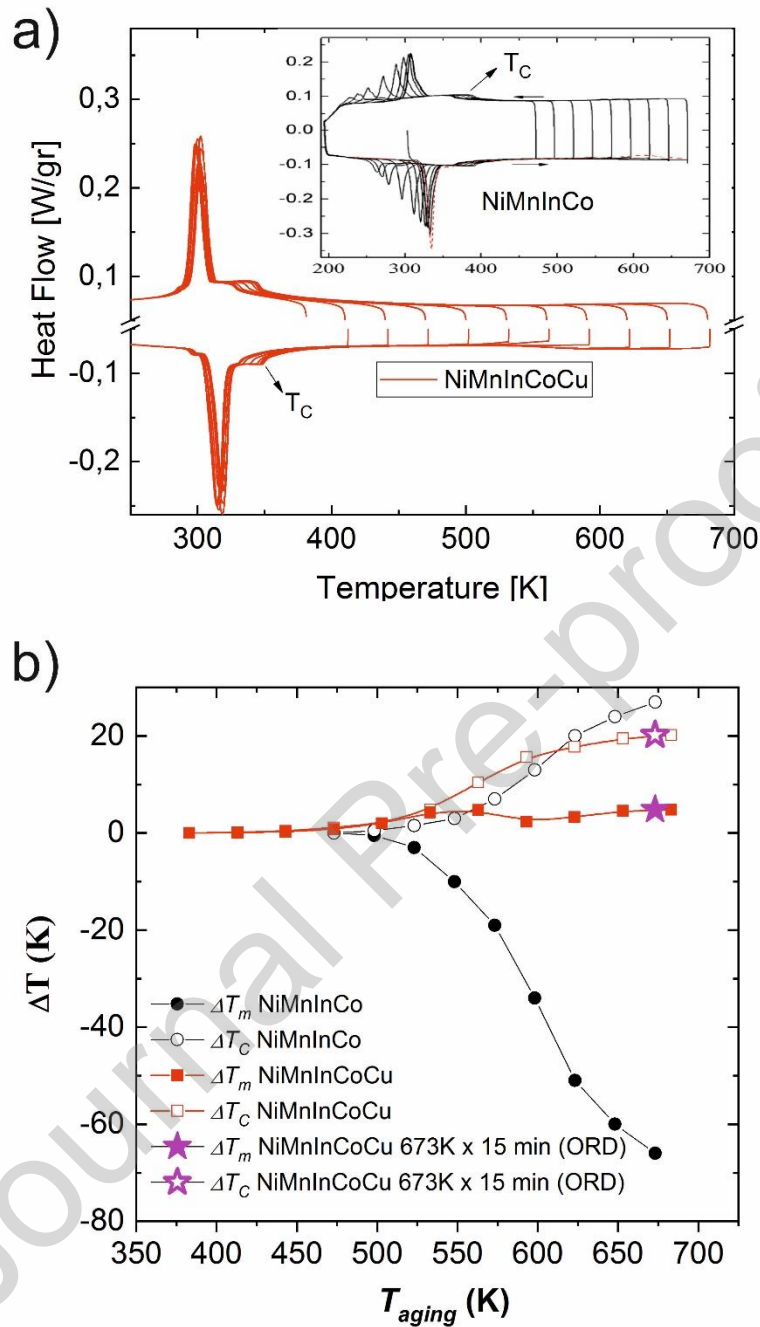 a)
0,3
0,2
0,1
-0,1
-0,2
Heat Flow [W/gr]
300
400
500
600
700
Temperature [K]
0.2
0.1
0.0
-0.1
-0.2
-0.3
200
300
400
500
600
700
T_C
NiMnInCo
NiMnInCoCu
T_C
b)
20
0
-20
-40
-60
-80
ΔT (K)
ΔT_m NiMnInCo
ΔT_C NiMnInCo
ΔT_m NiMnInCoCu
ΔT_C NiMnInCoCu
ΔT_m NiMnInCoCu 673K x 15 min (ORD)
ΔT_C NiMnInCoCu 673K x 15 min (ORD)
350
400
450
500
550
600
650
700
T_aging (K)
Journal Pre-proo